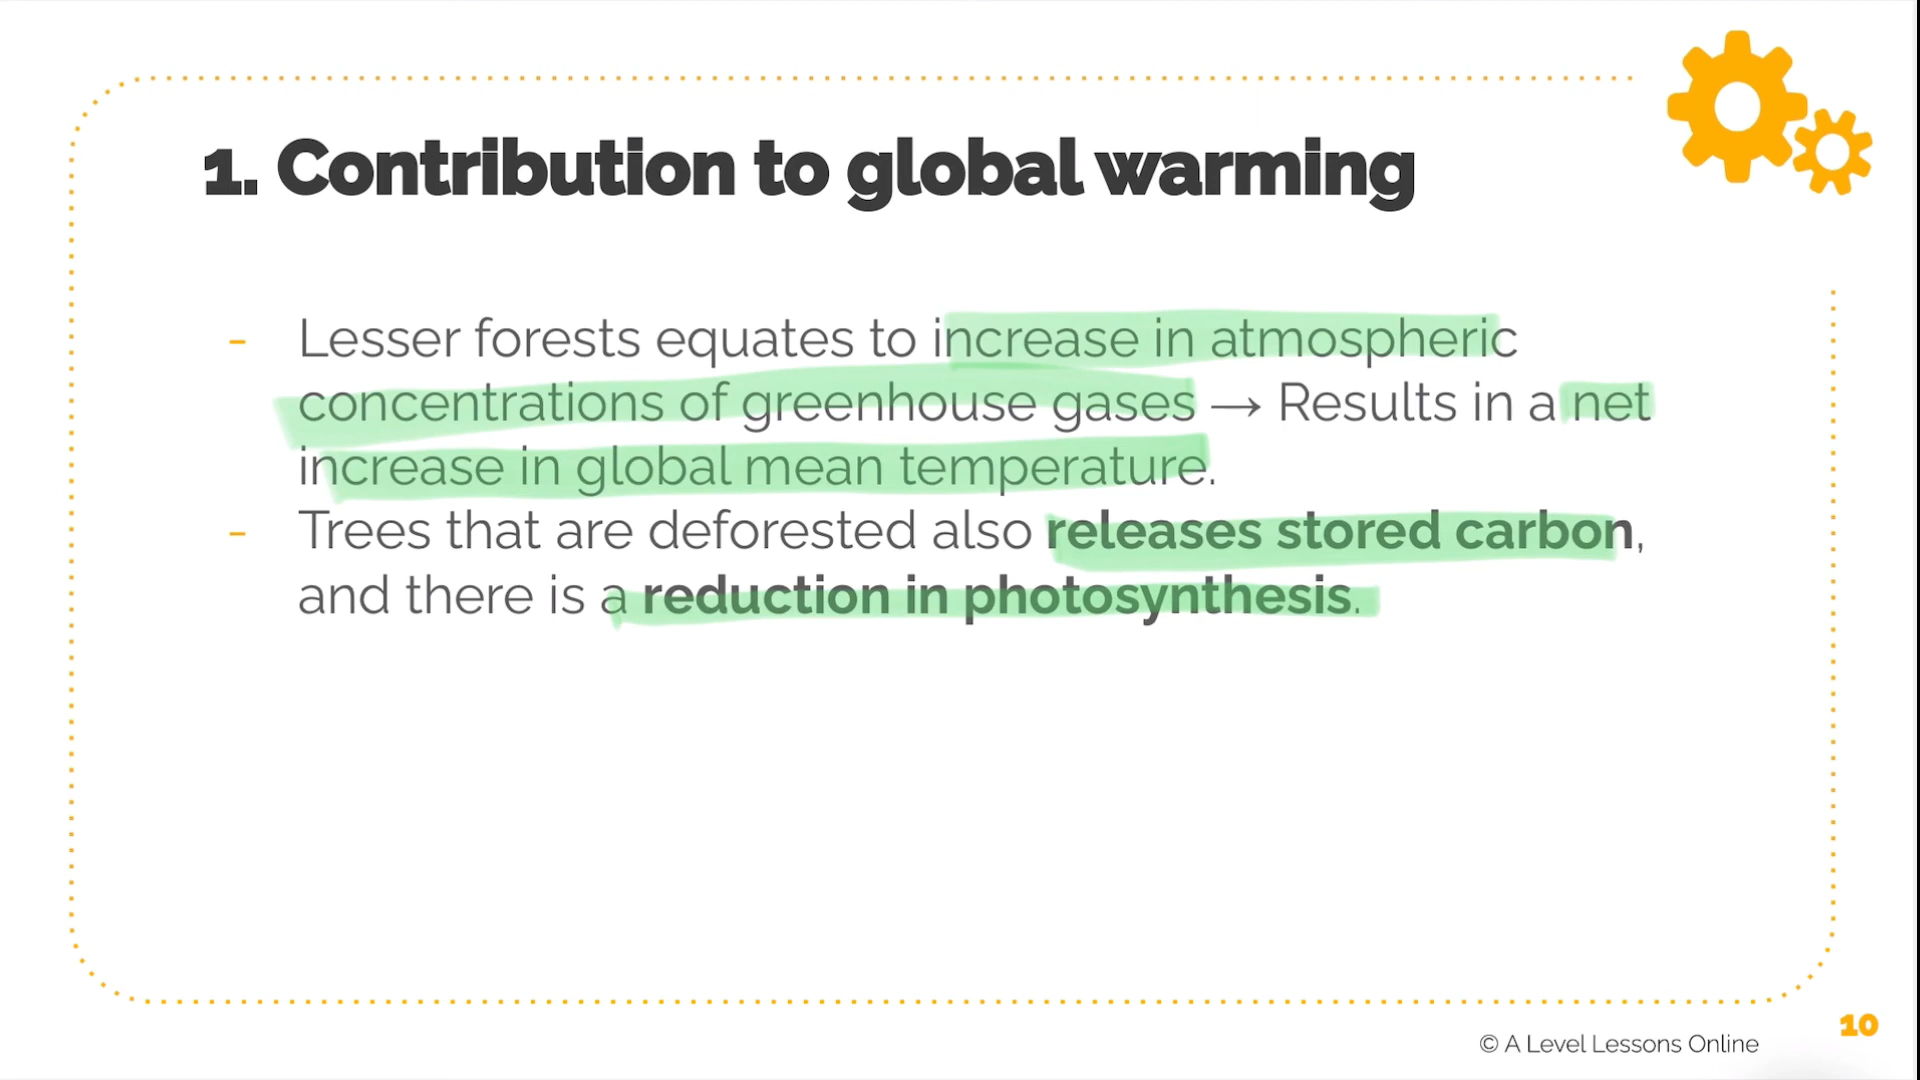 1. Contribution to global warming
- Lesser forests equates to increase in atmospheric
concentrations of greenhouse gases → Results in a net
increase in global mean temperature.
- Trees that are deforested also releases stored carbon,
and there is a reduction in photosynthesis.
10
© A Level Lessons Online